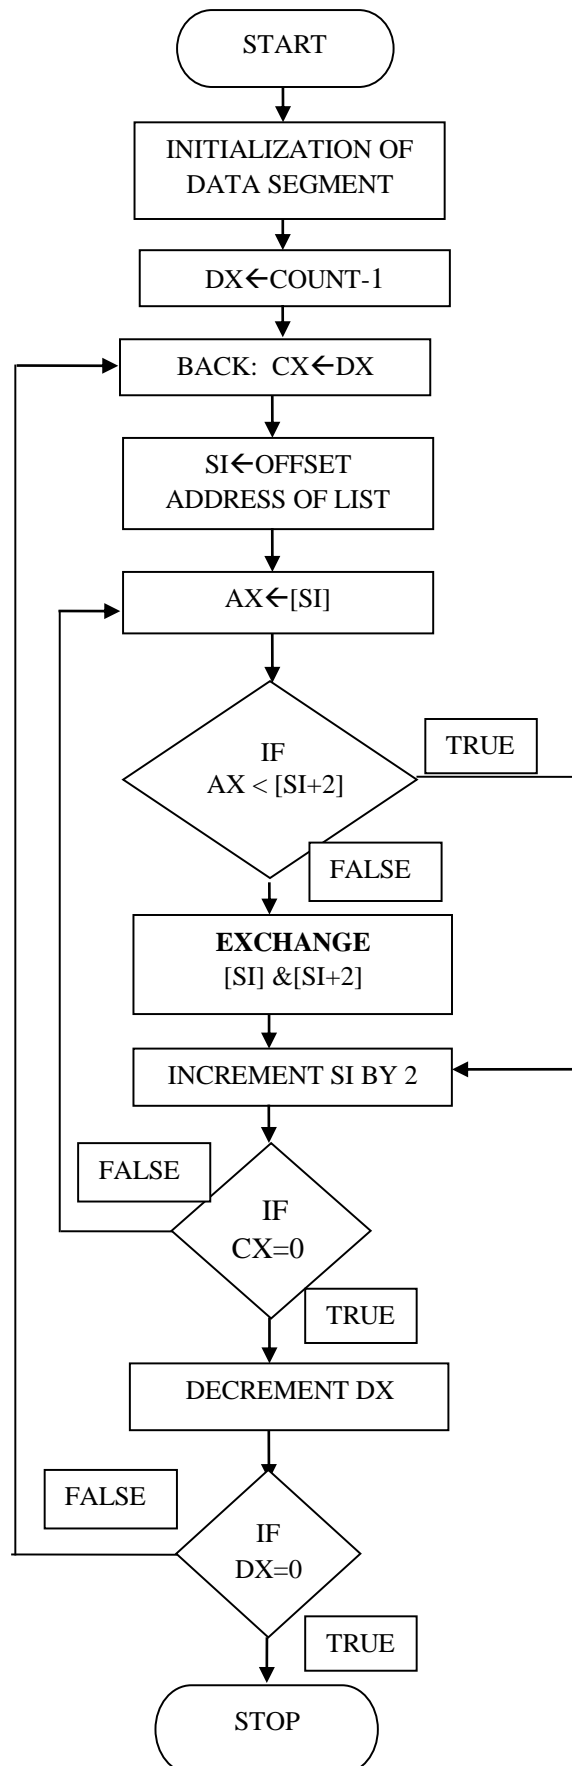 START
INITIALIZATION OF
DATA SEGMENT
DX←COUNT-1
BACK: CX←DX
SI←OFFSET
ADDRESS OF LIST
AX←[SI]
IF
AX < [SI+2]
TRUE
FALSE
EXCHANGE
[SI] &[SI+2]
INCREMENT SI BY 2
FALSE
IF
CX=0
TRUE
DECREMENT DX
FALSE
IF
DX=0
TRUE
STOP